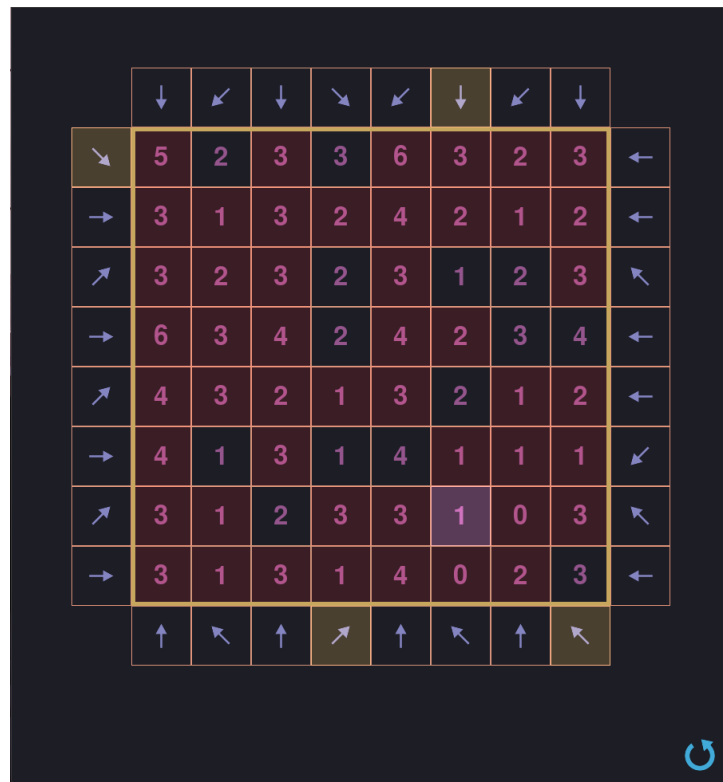 ↓ ↙ ↓ ↘ ↙ ↓ ↙ ↓
↘ 5 2 3 3 6 3 2 3 ←
→ 3 1 3 2 4 2 1 2 ←
↗ 3 2 3 2 3 1 2 3 ↖
→ 6 3 4 2 4 2 3 4 ←
↗ 4 3 2 1 3 2 1 2 ←
→ 4 1 3 1 4 1 1 1 ↙
↗ 3 1 2 3 3 1 0 3 ↖
→ 3 1 3 1 4 0 2 3 ←
↑ ↖ ↑ ↗ ↑ ↖ ↑ ↖